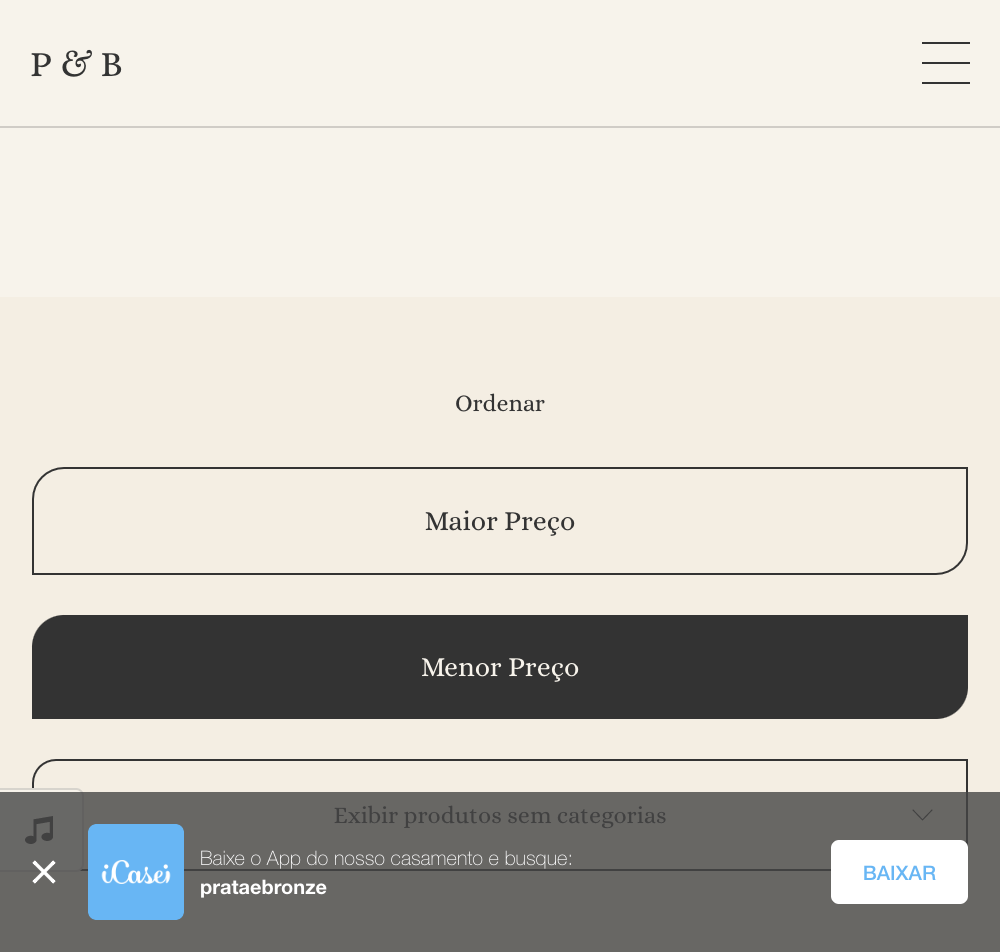 P & B
Ordenar
Maior Preço
Menor Preço
Exibir produtos sem categorias
iCasei
Baixe o App do nosso casamento e busque:
prataebronze
BAIXAR